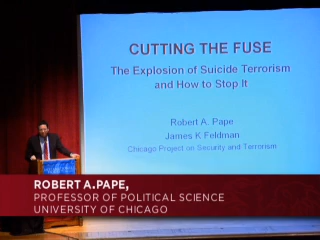 CUTTING THE FUSE
The Explosion of Suicide Terrorism
and How to Stop It
Robert A. Pape
James K Feldman
Chicago Project on Security and Terrorism
ROBERT A.PAPE,
PROFESSOR OF POLITICAL SCIENCE
UNIVERSITY OF CHICAGO